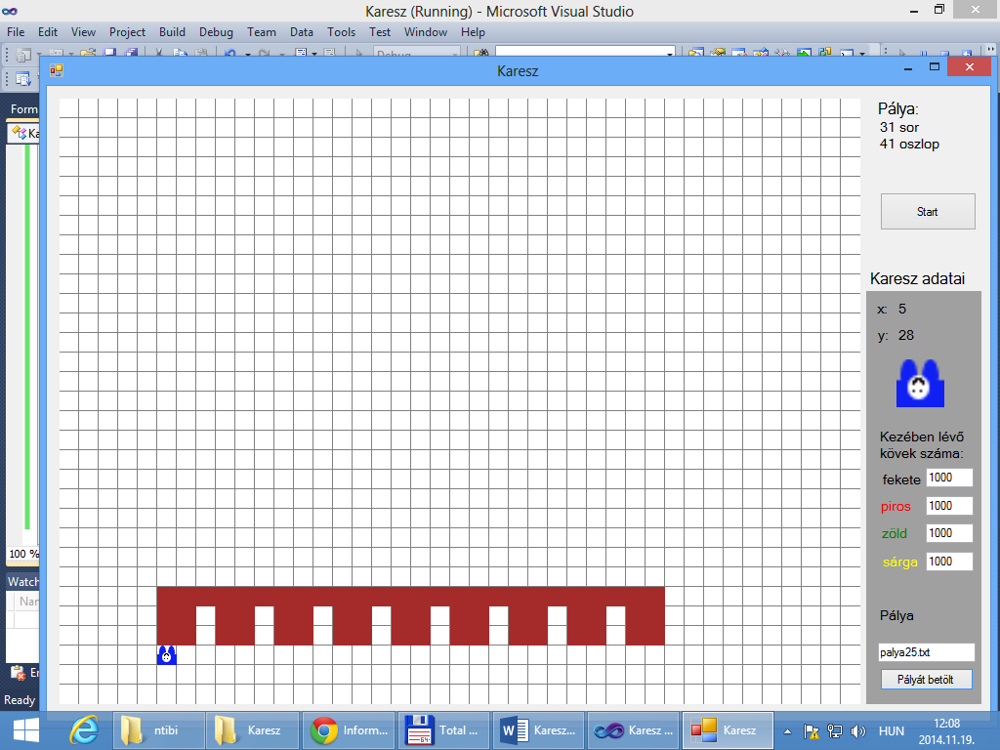 Karesz (Running) - Microsoft Visual Studio
File Edit View Project Build Debug Team Data Tools Test Window Help
Debug
Karesz
Form
Ka
100 %
Watch
Nar
Er
Ready
Pálya:
31 sor
41 oszlop
Start
Karesz adatai
x: 5
y: 28
Kezében lévő
kövek száma:
fekete 1000
piros 1000
zöld 1000
sárga 1000
Pálya
palya25.txt
Pályát betölt
ntibi Karesz Inform... Total ... Karesz... Karesz ... Karesz HUN 12:08
2014.11.19.